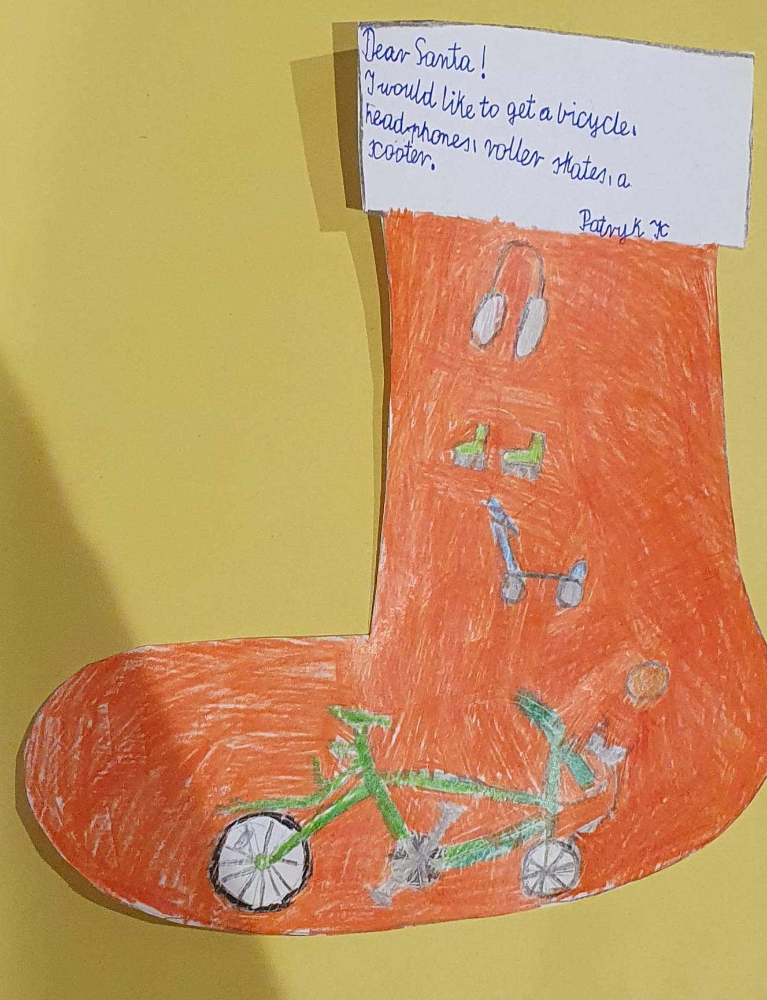 Dear Santa!
I would like to get a bicycle,
headphones, roller skates, a
scooter.
Patryk K